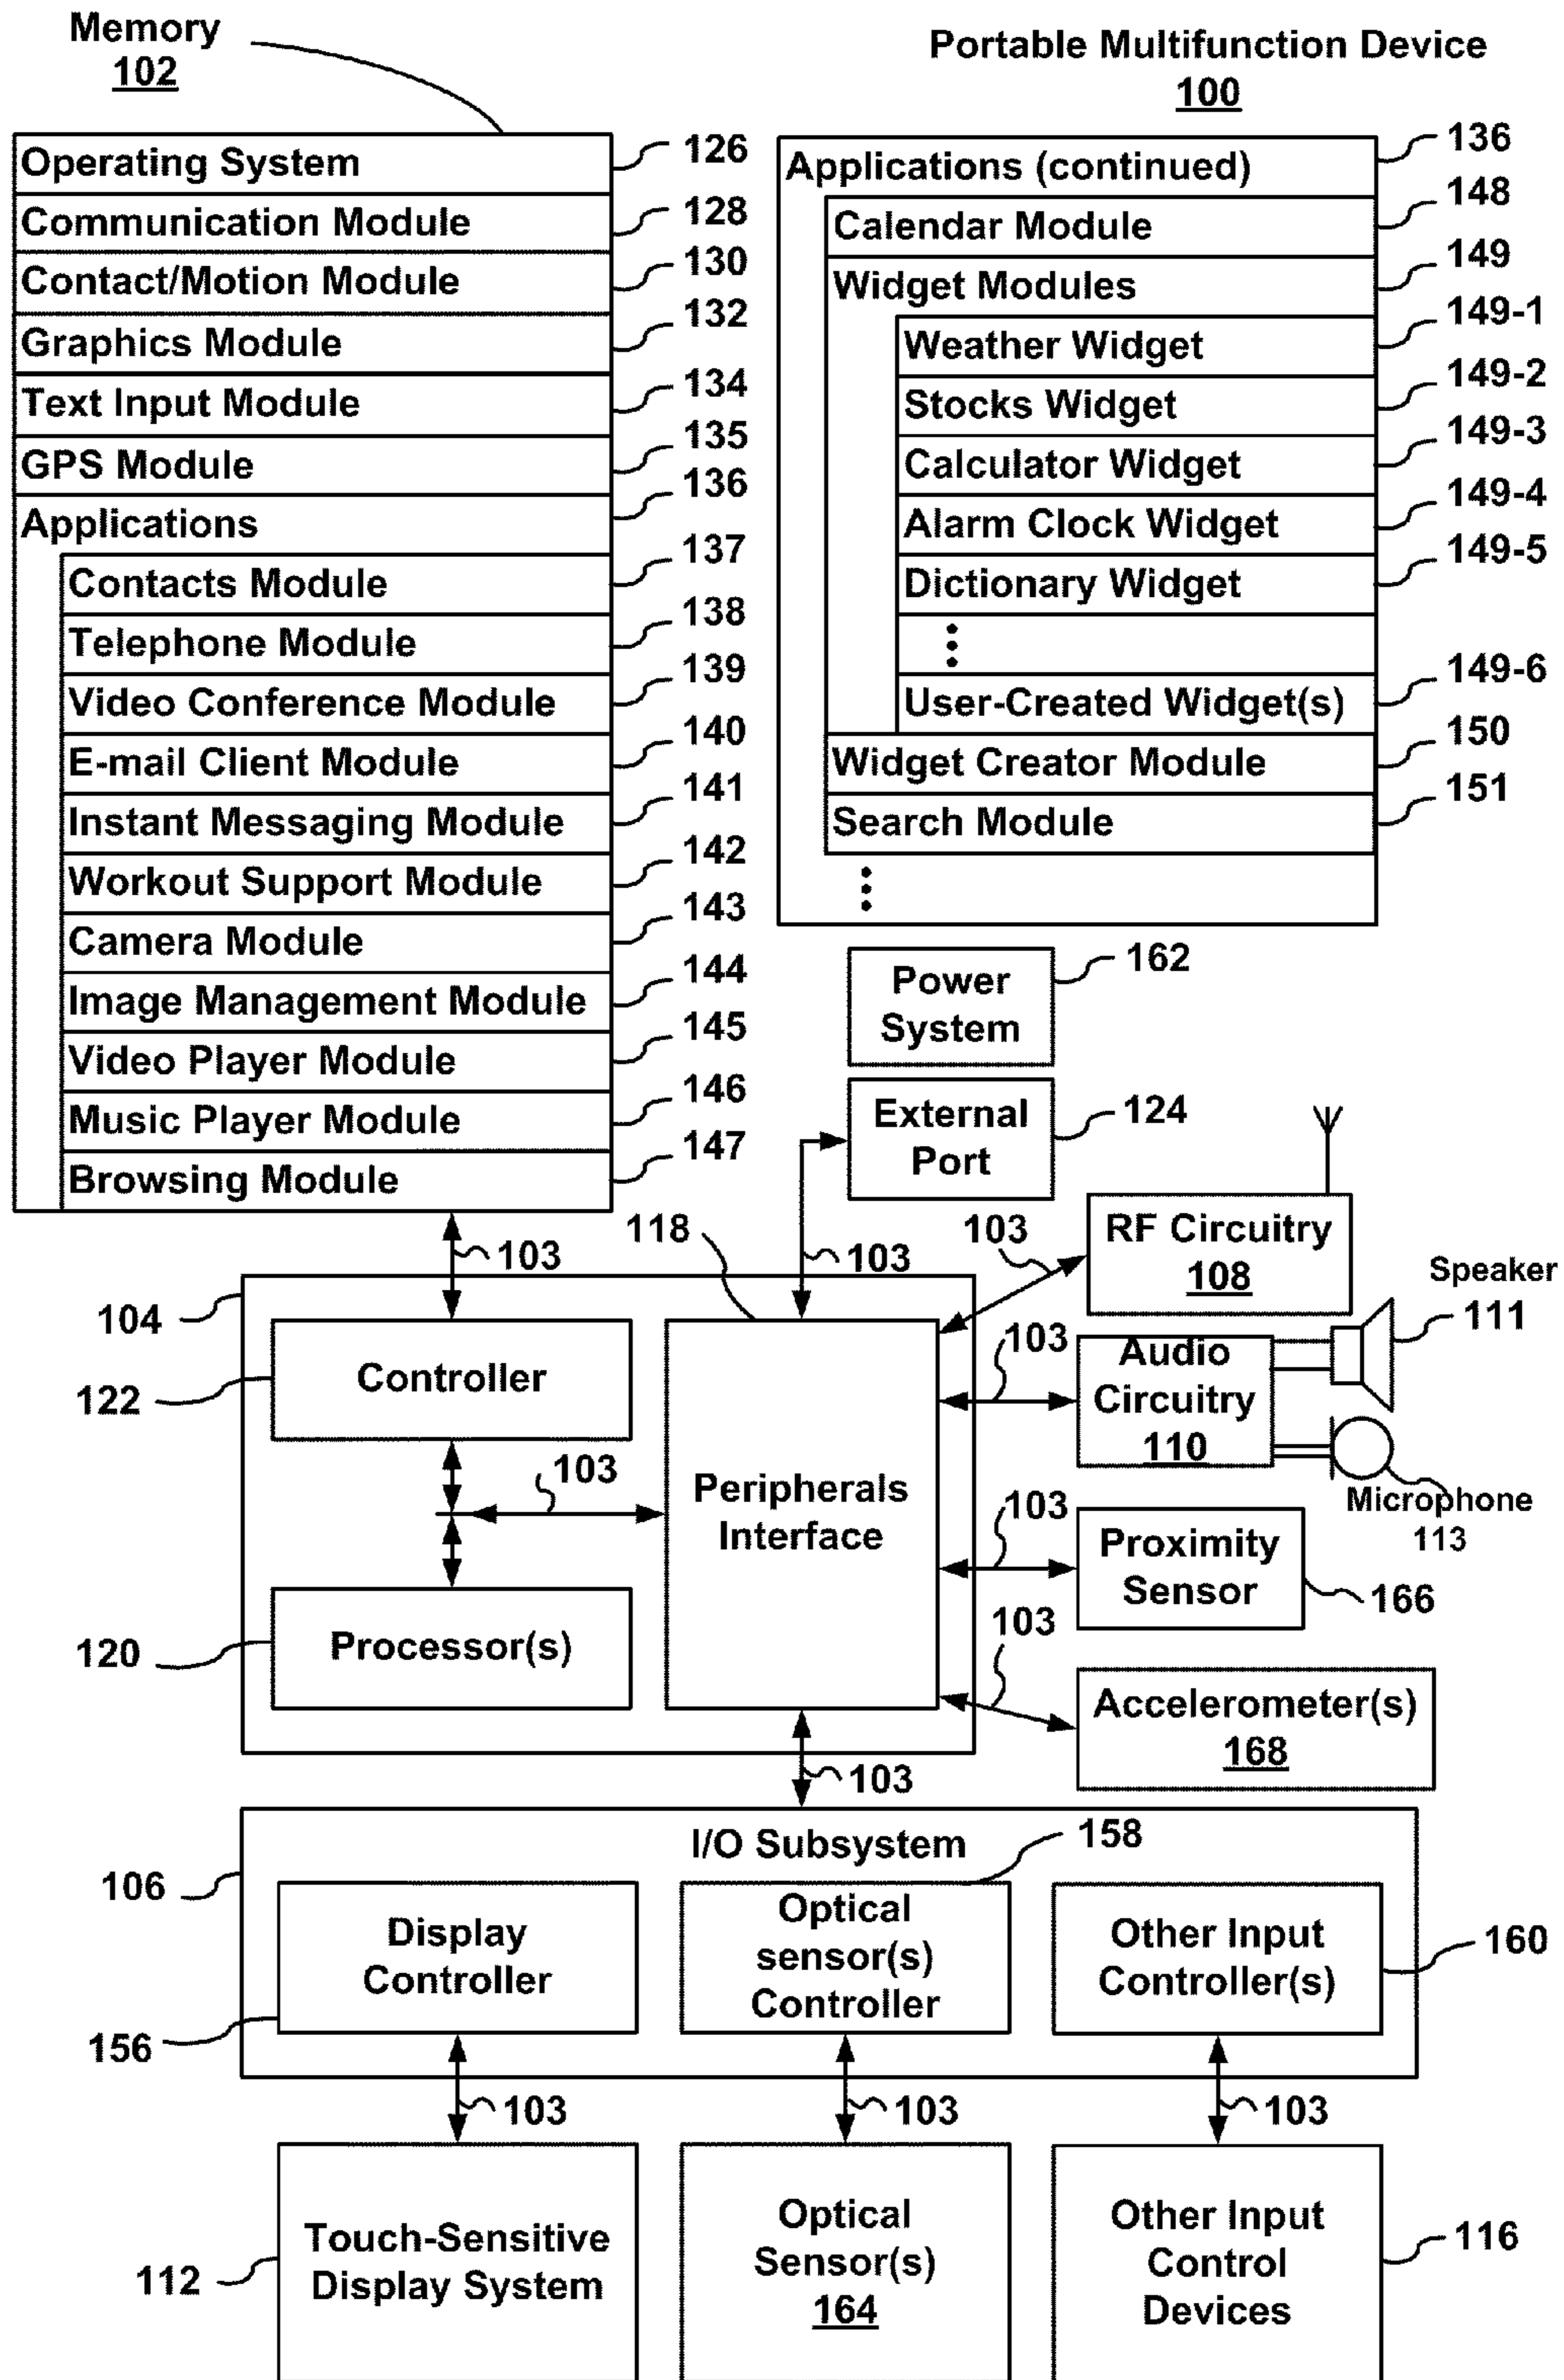 Memory
102
Portable Multifunction Device
100
Operating System
126
Communication Module
128
Contact/Motion Module
130
Graphics Module
132
Text Input Module
134
GPS Module
135
Applications
136
Contacts Module
137
Telephone Module
138
Video Conference Module
139
E-mail Client Module
140
Instant Messaging Module
141
Workout Support Module
142
Camera Module
143
Image Management Module
144
Video Player Module
145
Music Player Module
146
Browsing Module
147
Applications (continued)
136
Calendar Module
148
Widget Modules
149
Weather Widget
149-1
Stocks Widget
149-2
Calculator Widget
149-3
Alarm Clock Widget
149-4
Dictionary Widget
149-5
User-Created Widget(s)
149-6
Widget Creator Module
150
Search Module
151
Power
System
162
External
Port
124
103
118
103
103
RF Circuitry
108
Speaker
111
104
Controller
122
103
Audio
Circuitry
110
103
Peripherals
Interface
Microphone
113
103
Proximity
Sensor
166
120
Processor(s)
103
Accelerometer(s)
168
103
I/O Subsystem
158
106
Display
Controller
156
Optical
sensor(s)
Controller
Other Input
Controller(s)
160
103
103
103
Touch-Sensitive
Display System
112
Optical
Sensor(s)
164
Other Input
Control
Devices
116